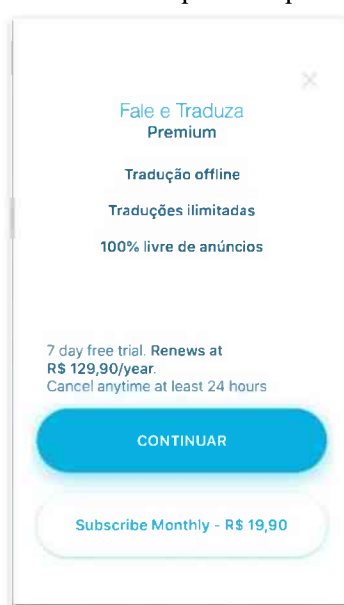 Fale e Traduza
Premium
Tradução offline
Traduções ilimitadas
100% livre de anúncios
7 day free trial. Renews at
R$ 129,90/year.
Cancel anytime at least 24 hours
CONTINUAR
Subscribe Monthly - R$ 19,90